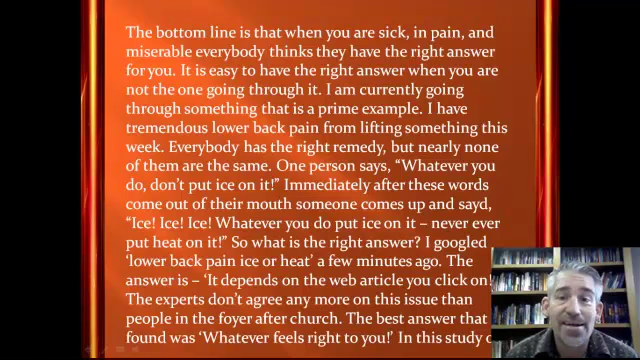 The bottom line is that when you are sick, in pain, and
miserable everybody thinks they have the right answer
for you. It is easy to have the right answer when you are
not the one going through it. I am currently going
through something that is a prime example. I have
tremendous lower back pain from lifting something this
week. Everybody has the right remedy, but nearly none
of them are the same. One person says, “Whatever you
do, don’t put ice on it!” Immediately after these words
come out of their mouth someone comes up and sayd,
“Ice! Ice! Ice! Whatever you do put ice on it – never ever
put heat on it!” So what is the right answer? I googled
‘lower back pain ice or heat’ a few minutes ago. The
answer is – ‘It depends on the web article you click on!
The experts don’t agree any more on this issue than
people in the foyer after church. The best answer that
found was ‘Whatever feels right to you!’ In this study